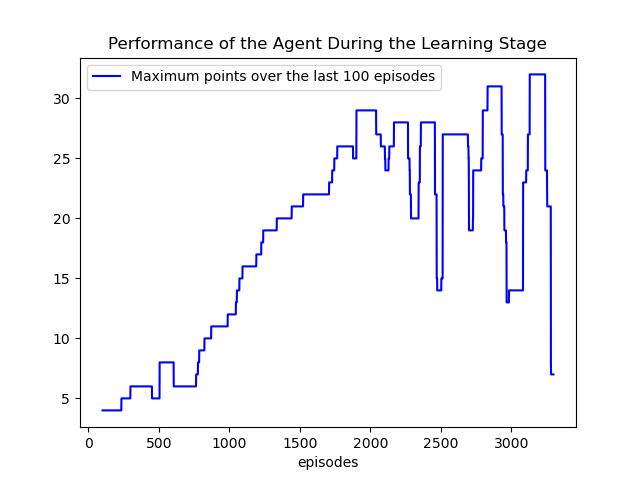 Performance of the Agent During the Learning Stage
Maximum points over the last 100 episodes
30
25
20
15
10
5
0 500 1000 1500 2000 2500 3000
episodes